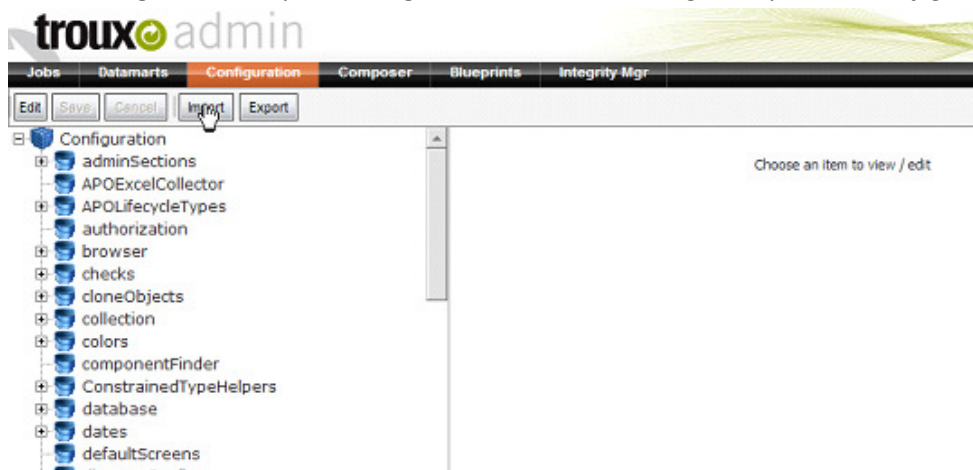 troux admin
Jobs Datamarts Configuration Composer Blueprints Integrity Mgr
Edit Save Cancel Import Export
Configuration
adminSections
Choose an item to view / edit
APOExcelCollector
APOLifecycleTypes
authorization
browser
checks
cloneObjects
collection
colors
componentFinder
ConstrainedTypeHelpers
database
dates
defaultScreens